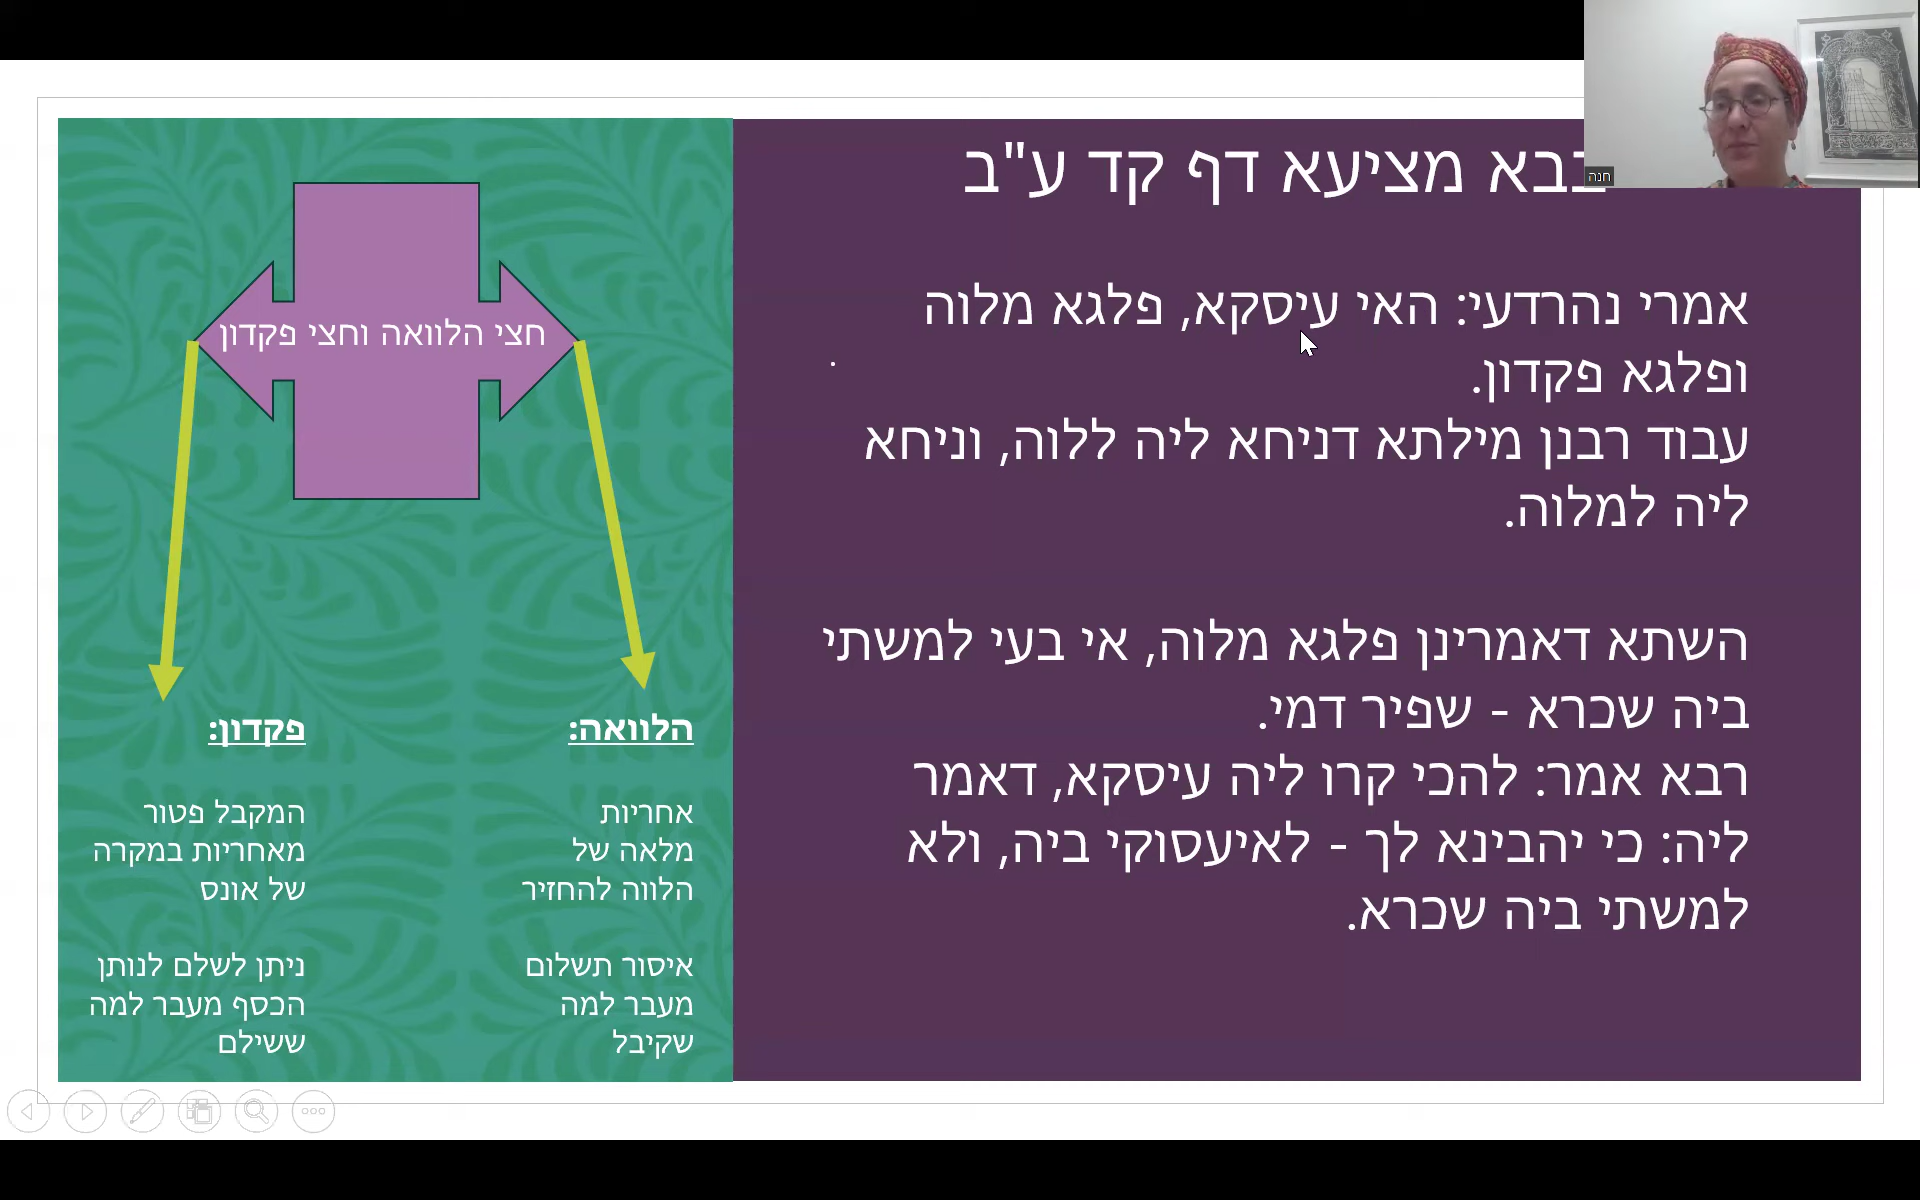 בבא מציעא דף קד ע"ב
אמרי נהרדעי: האי עיסקא, פלגא מלוה
ופלגא פקדון.
עבוד רבנן מילתא דניחא ליה ללוה, וניחא
ליה למלוה.
השתא דאמרינן פלגא מלוה, אי בעי למשתי
ביה שכרא - שפיר דמי.
רבא אמר: להכי קרו ליה עיסקא, דאמר
ליה: כי יהבינא לך - לאיעסוקי ביה, ולא
למשתי ביה שכרא.
חצי הלוואה וחצי פקדון
הלוואה:
אחריות
מלאה של
הלווה להחזיר
איסור תשלום
מעבר למה
שקיבל
פקדון:
המקבל פטור
מאחריות במקרה
של אונס
ניתן לשלם לנותן
הכסף מעבר למה
ששילם
חנה